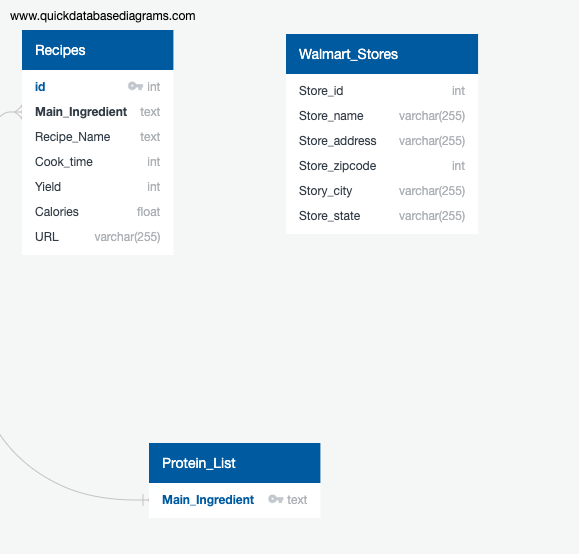 www.quickdatabasediagrams.com
Recipes
id int
Main_Ingredient text
Recipe_Name text
Cook_time int
Yield int
Calories float
URL varchar(255)
Walmart_Stores
Store_id int
Store_name varchar(255)
Store_address varchar(255)
Store_zipcode int
Story_city varchar(255)
Store_state varchar(255)
Protein_List
Main_Ingredient text